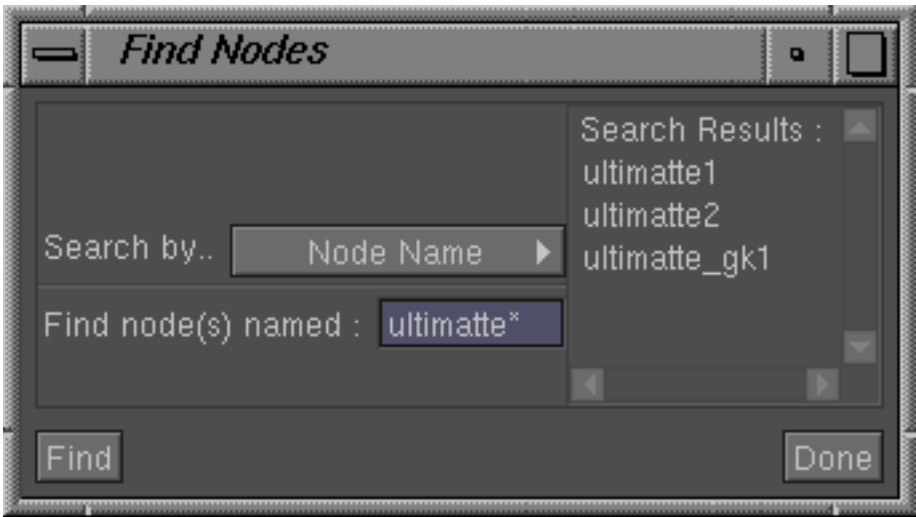 Find Nodes
Search by..
Node Name
Find node(s) named :
ultimatte*
Search Results :
ultimatte1
ultimatte2
ultimatte_gk1
Find
Done